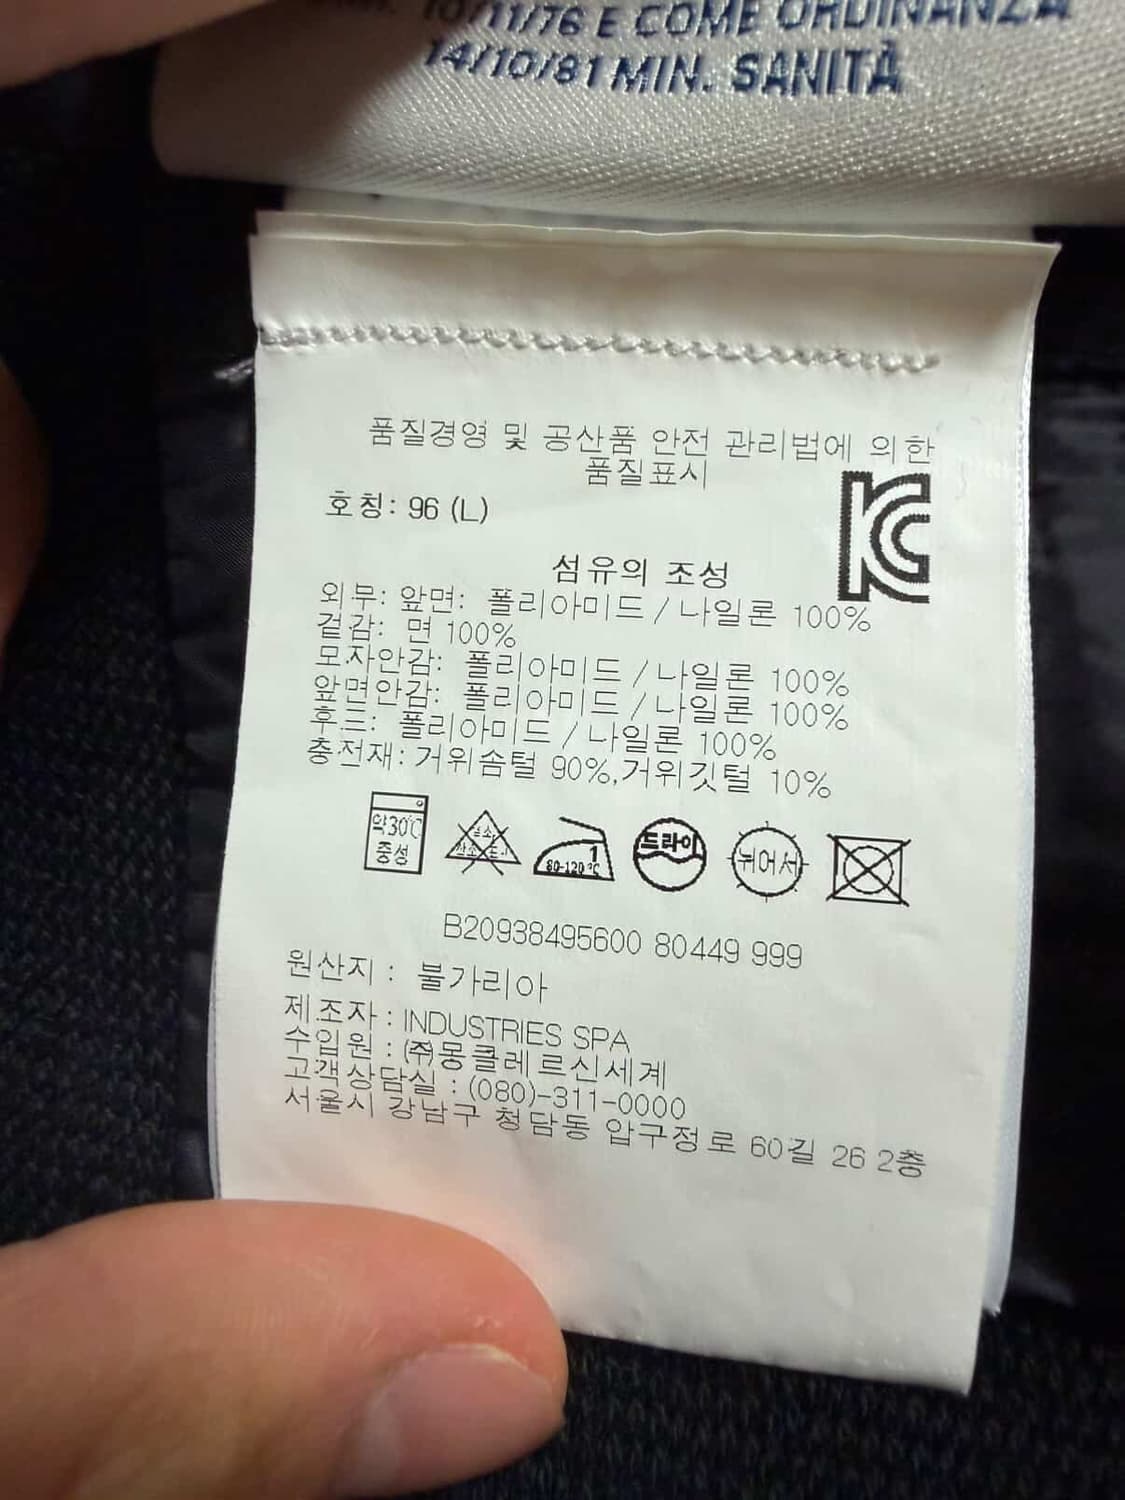 10/11/76 E COME ORDINANZA
14/10/81 MIN. SANITÀ
품질경영 및 공산품 안전 관리법에 의한
품질표시
호칭: 96 (L)
섬유의 조성
외부: 앞면: 폴리아미드 / 나일론 100%
겉감: 면 100%
모자안감: 폴리아미드 / 나일론 100%
앞면안감: 폴리아미드 / 나일론 100%
후드: 폴리아미드 / 나일론 100%
충전재: 거위솜털 90%,거위깃털 10%
약30℃
중성
1
80-120℃
드라이
뉘어서
B20938495600 80449 999
원산지 : 불가리아
제조자 : INDUSTRIES SPA
수입원 : (주)몽클레르신세계
고객상담실 : (080)-311-0000
서울시 강남구 청담동 압구정로 60길 26 2층